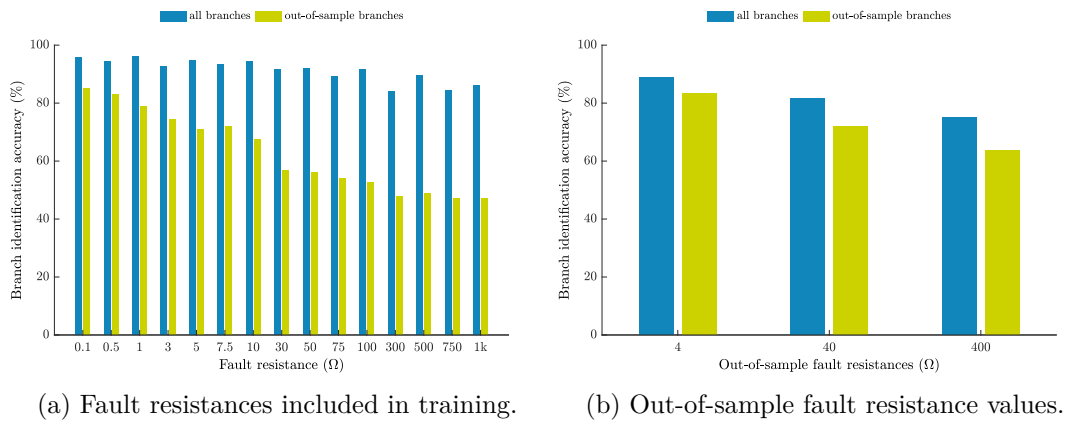 all branches out-of-sample branches
100
80
60
40
20
0
Branch identification accuracy (%)
0.1 0.5 1 3 5 7.5 10 30 50 75 100 300 500 750 1k
Fault resistance (Ω)
(a) Fault resistances included in training.
all branches out-of-sample branches
100
80
60
40
20
0
Branch identification accuracy (%)
4 40 400
Out-of-sample fault resistances (Ω)
(b) Out-of-sample fault resistance values.